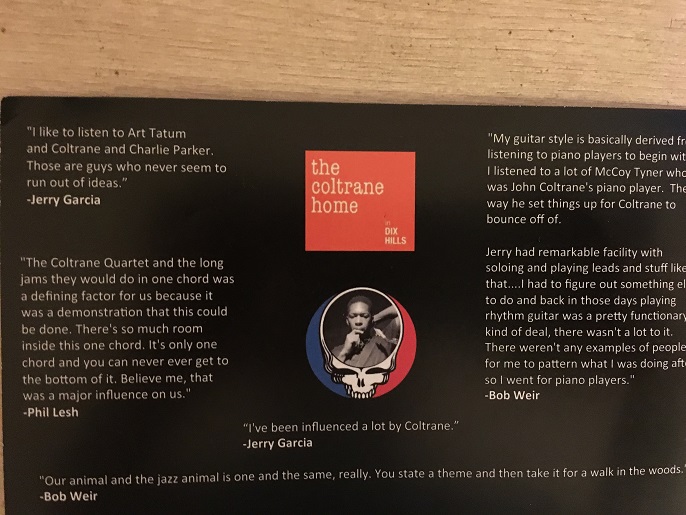 "I like to listen to Art Tatum
and Coltrane and Charlie Parker.
Those are guys who never seem to
run out of ideas."
-Jerry Garcia
"The Coltrane Quartet and the long
jams they would do in one chord was
a defining factor for us because it
was a demonstration that this could
be done. There's so much room
inside this one chord. It's only one
chord and you can never ever get to
the bottom of it. Believe me, that
was a major influence on us."
-Phil Lesh
the
coltrane
home
in
DIX
HILLS
"I've been influenced a lot by Coltrane."
-Jerry Garcia
"My guitar style is basically derived
listening to piano players to begin
I listened to a lot of McCoy Tyner who
was John Coltrane's piano player.
way he set things up for Coltrane to
bounce off of.
Jerry had remarkable facility with
soloing and playing leads and stuff like
that....I had to figure out something
to do and back in those days playing
rhythm guitar was a pretty functionary
kind of deal, there wasn't a lot to it.
There weren't any examples of people
for me to pattern what I was doing
so I went for piano players."
-Bob Weir
"Our animal and the jazz animal is one and the same, really. You state a theme and then take it for a walk in the woods."
-Bob Weir